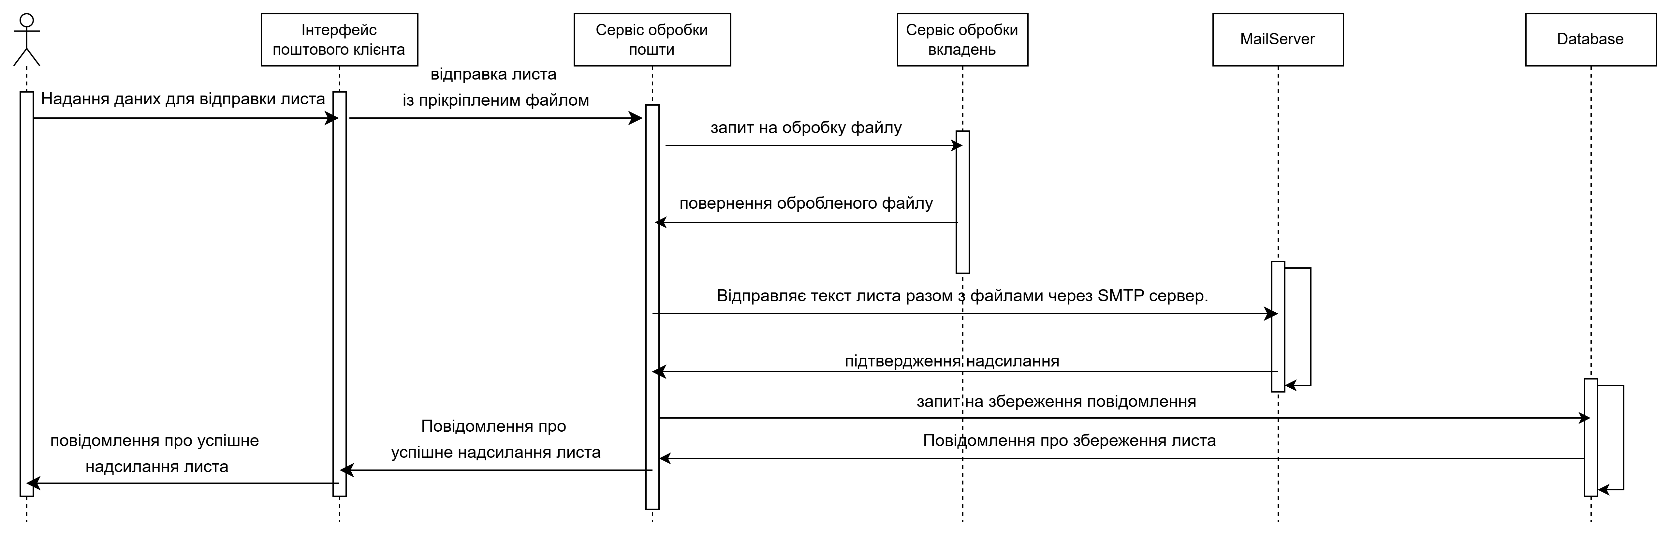 Інтерфейс
поштового клієнта
Сервіс обробки
пошти
Сервіс обробки
вкладень
MailServer
Database
Надання даних для відправки листа
відправка листа
із прікріпленим файлом
запит на обробку файлу
повернення обробленого файлу
Відправляє текст листа разом з файлами через SMTP сервер.
підтвердження надсилання
запит на збереження повідомлення
Повідомлення про збереження листа
Повідомлення про
успішне надсилання листа
повідомлення про успішне
надсилання листа